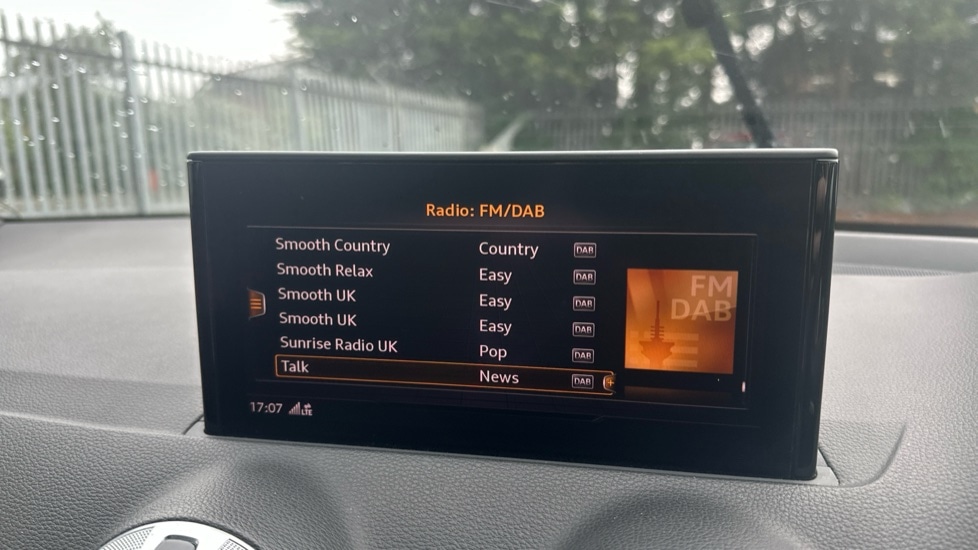 Radio: FM/DAB
Smooth Country Country DAB
Smooth Relax Easy DAB
Smooth UK Easy DAB
Smooth UK Easy DAB
Sunrise Radio UK Pop DAB
Talk News DAB
FM
DAB
17:07 LTE